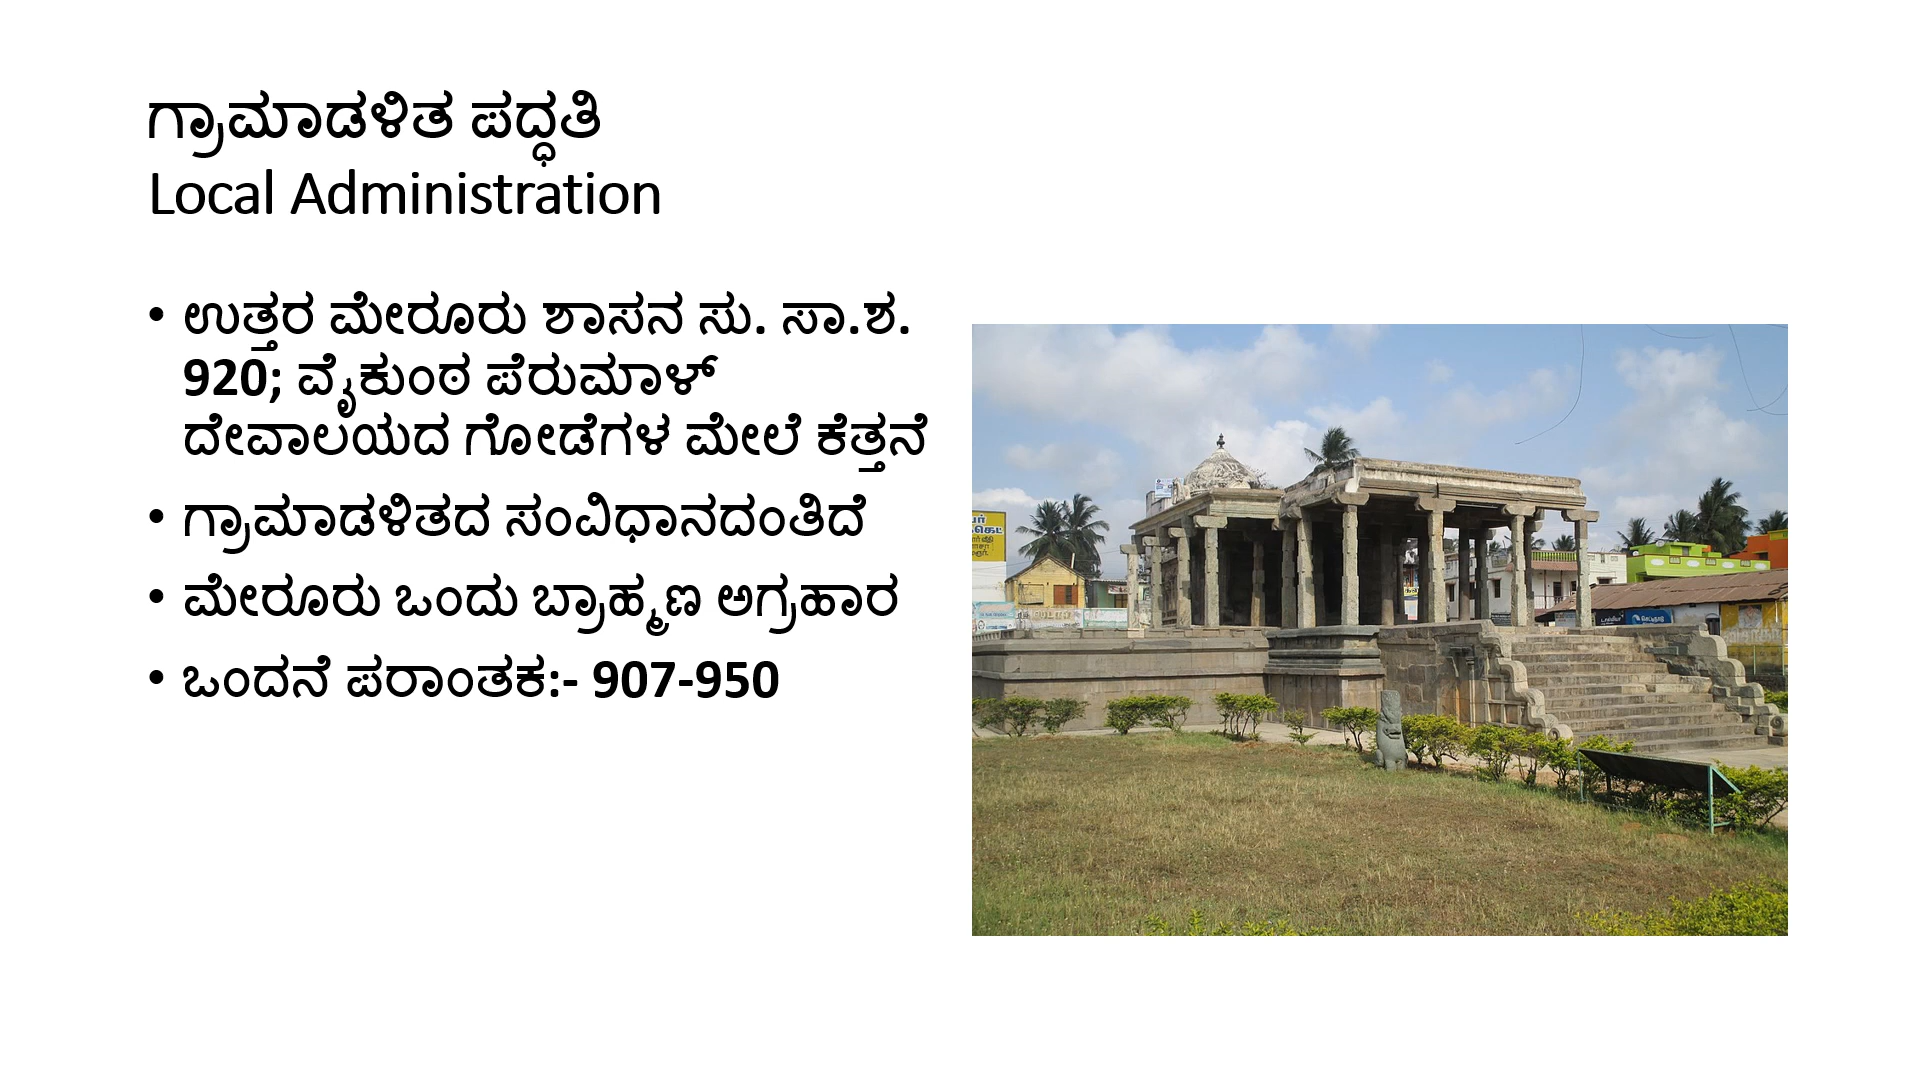 ಗ್ರಾಮಾಡಳಿತ ಪದ್ಧತಿ
Local Administration
• ಉತ್ತರ ಮೇರೂರು ಶಾಸನ ಸು. ಸಾ.ಶ.
920; ವೈಕುಂಠ ಪೆರುಮಾಳ್
ದೇವಾಲಯದ ಗೋಡೆಗಳ ಮೇಲೆ ಕೆತ್ತನೆ
• ಗ್ರಾಮಾಡಳಿತದ ಸಂವಿಧಾನದಂತಿದೆ
• ಮೇರೂರು ಒಂದು ಬ್ರಾಹ್ಮಣ ಅಗ್ರಹಾರ
• ಒಂದನೆ ಪರಾಂತಕ:- 907-950